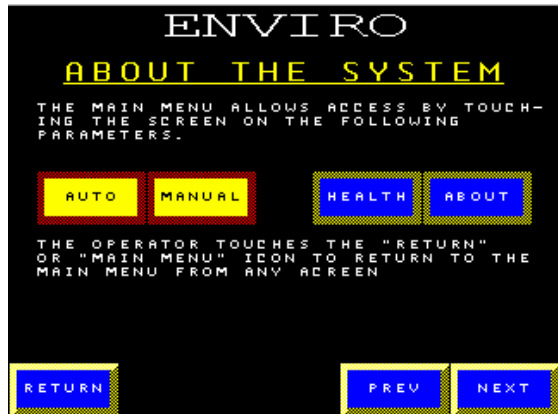 ENVIRO
ABOUT THE SYSTEM
THE MAIN MENU ALLOWS ACCESS BY TOUCH-
ING THE SCREEN ON THE FOLLOWING
PARAMETERS.
AUTO MANUAL HEALTH ABOUT
THE OPERATOR TOUCHES THE "RETURN"
OR "MAIN MENU" ICON TO RETURN TO THE
MAIN MENU FROM ANY ACREEN
RETURN PREV NEXT